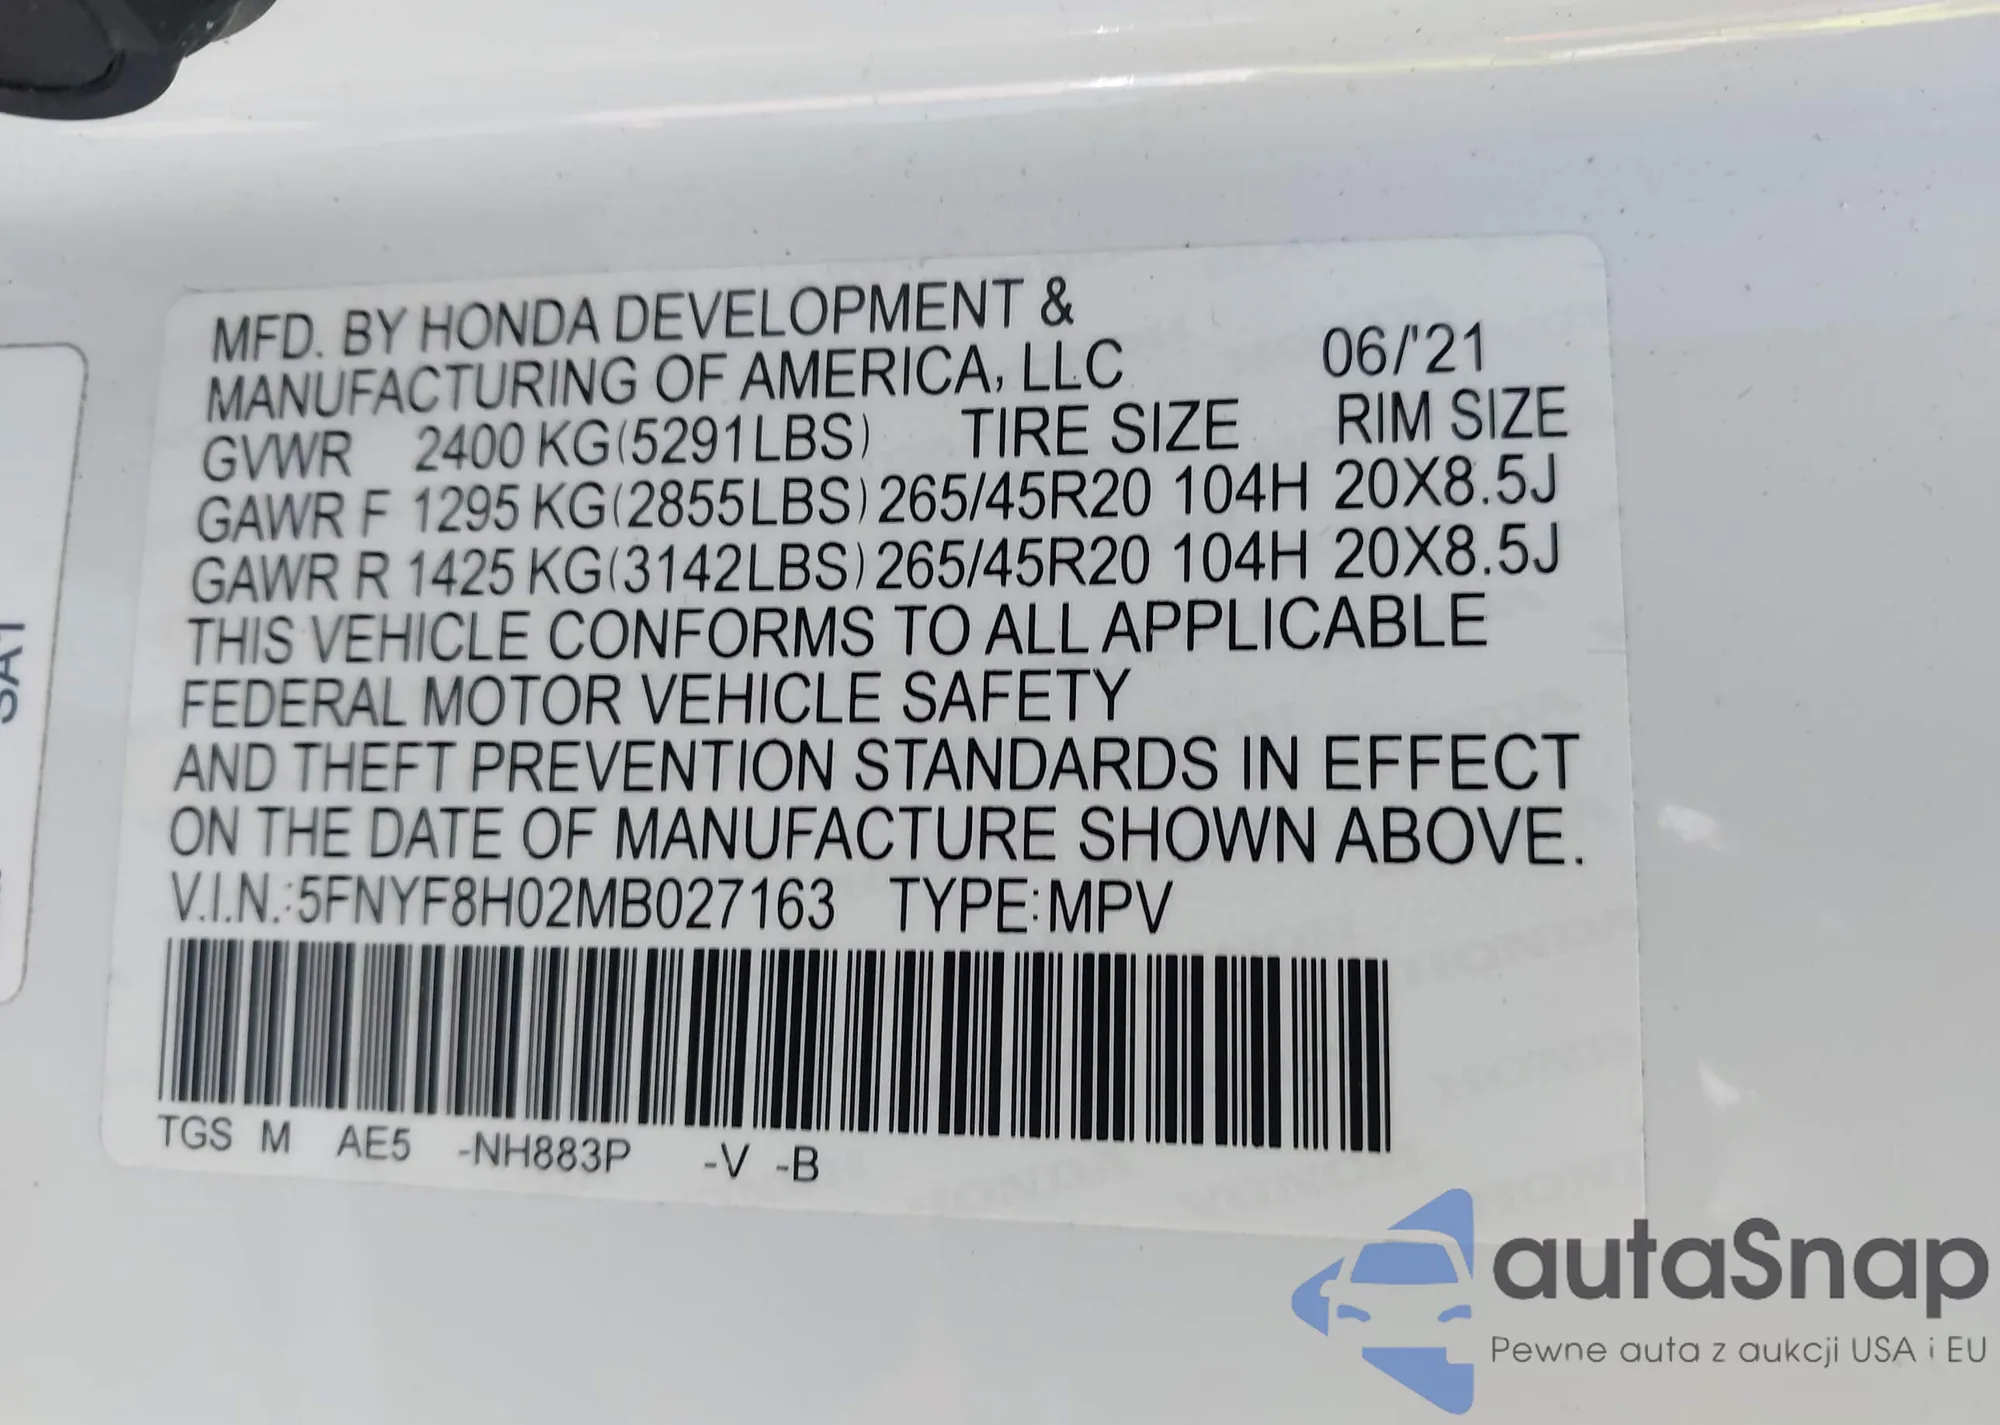 MFD. BY HONDA DEVELOPMENT &
MANUFACTURING OF AMERICA, LLC 06/'21
GVWR 2400 KG(5291LBS) TIRE SIZE RIM SIZE
GAWR F 1295 KG(2855LBS) 265/45R20 104H 20X8.5J
GAWR R 1425 KG(3142LBS) 265/45R20 104H 20X8.5J
THIS VEHICLE CONFORMS TO ALL APPLICABLE
FEDERAL MOTOR VEHICLE SAFETY
AND THEFT PREVENTION STANDARDS IN EFFECT
ON THE DATE OF MANUFACTURE SHOWN ABOVE.
V.I.N.:5FNYF8H02MB027163 TYPE:MPV
TGS M AE5 -NH883P -V -B
autaSnap
Pewne auta z aukcji USA i EU